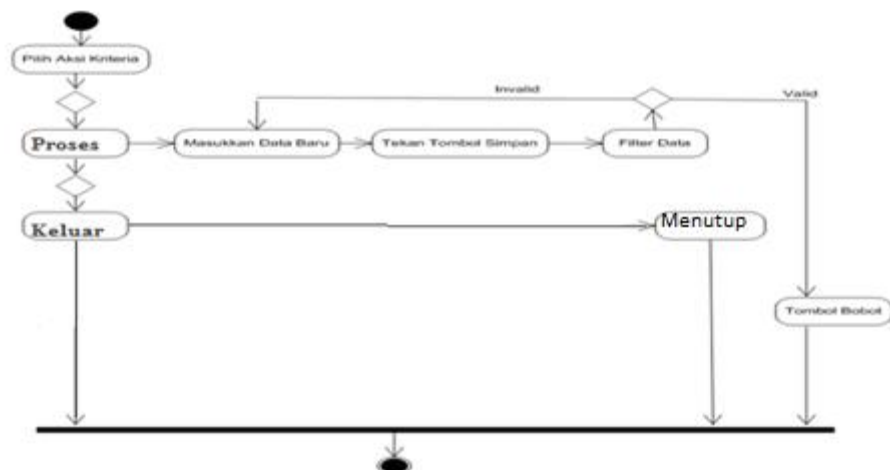 Pilih Aksi Kriteria
Invalid
Valid
Proses
Masukkan Data Baru
Tekan Tombol Simpan
Filter Data
Keluar
Menutup
Tombol Bobot